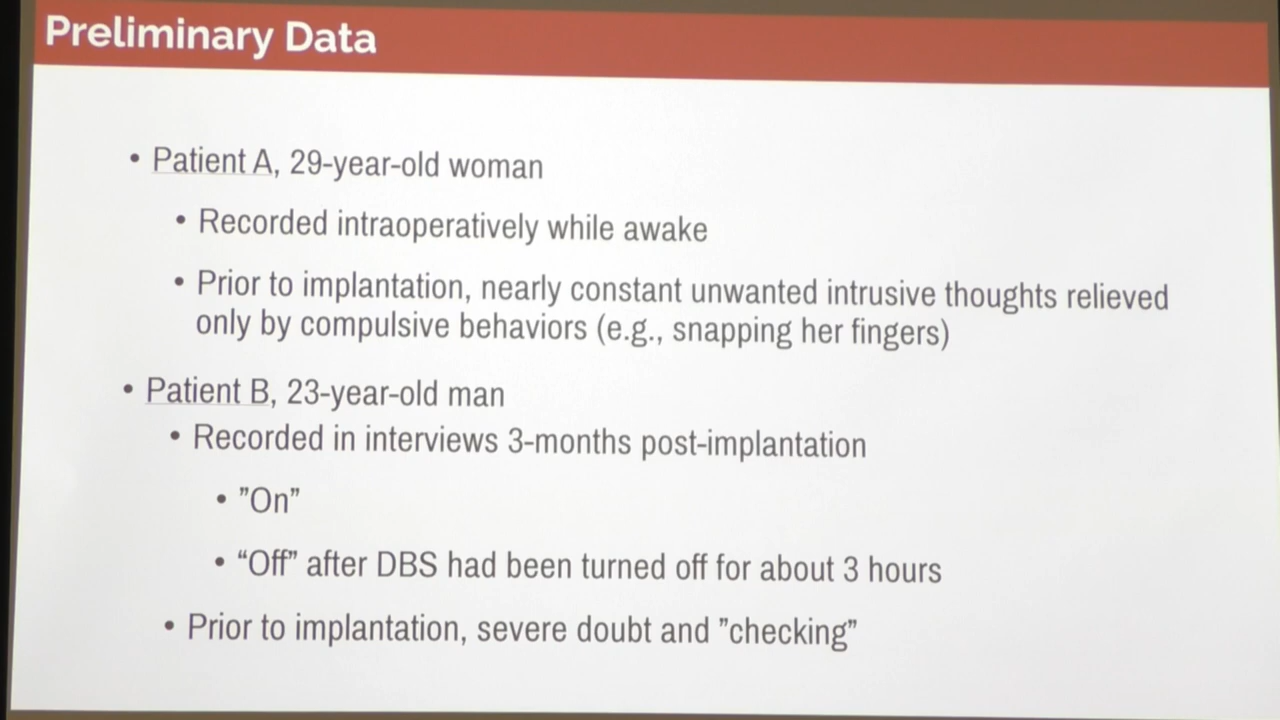 Preliminary Data
• Patient A, 29-year-old woman
• Recorded intraoperatively while awake
• Prior to implantation, nearly constant unwanted intrusive thoughts relieved
only by compulsive behaviors (e.g., snapping her fingers)
• Patient B, 23-year-old man
• Recorded in interviews 3-months post-implantation
• ”On”
• “Off” after DBS had been turned off for about 3 hours
• Prior to implantation, severe doubt and ”checking”